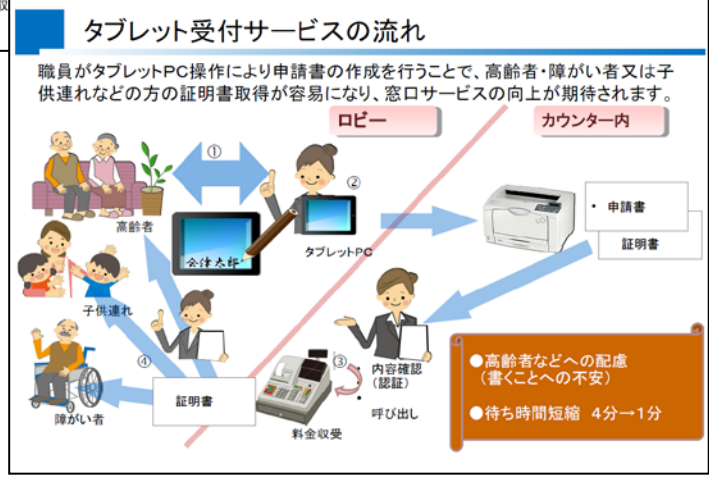 取
タブレット受付サービスの流れ
職員がタブレットPC操作により申請書の作成を行うことで、高齢者・障がい者又は子
供連れなどの方の証明書取得が容易になり、窓口サービスの向上が期待されます。
ロビー
カウンター内
①
②
高齢者
会津太郎
タブレットPC
・ 申請書
証明書
子供連れ
④
障がい者
証明書
③
料金収受
内容確認
(認証)
・
呼び出し
●高齢者などへの配慮
(書くことへの不安)
●待ち時間短縮 4分→1分